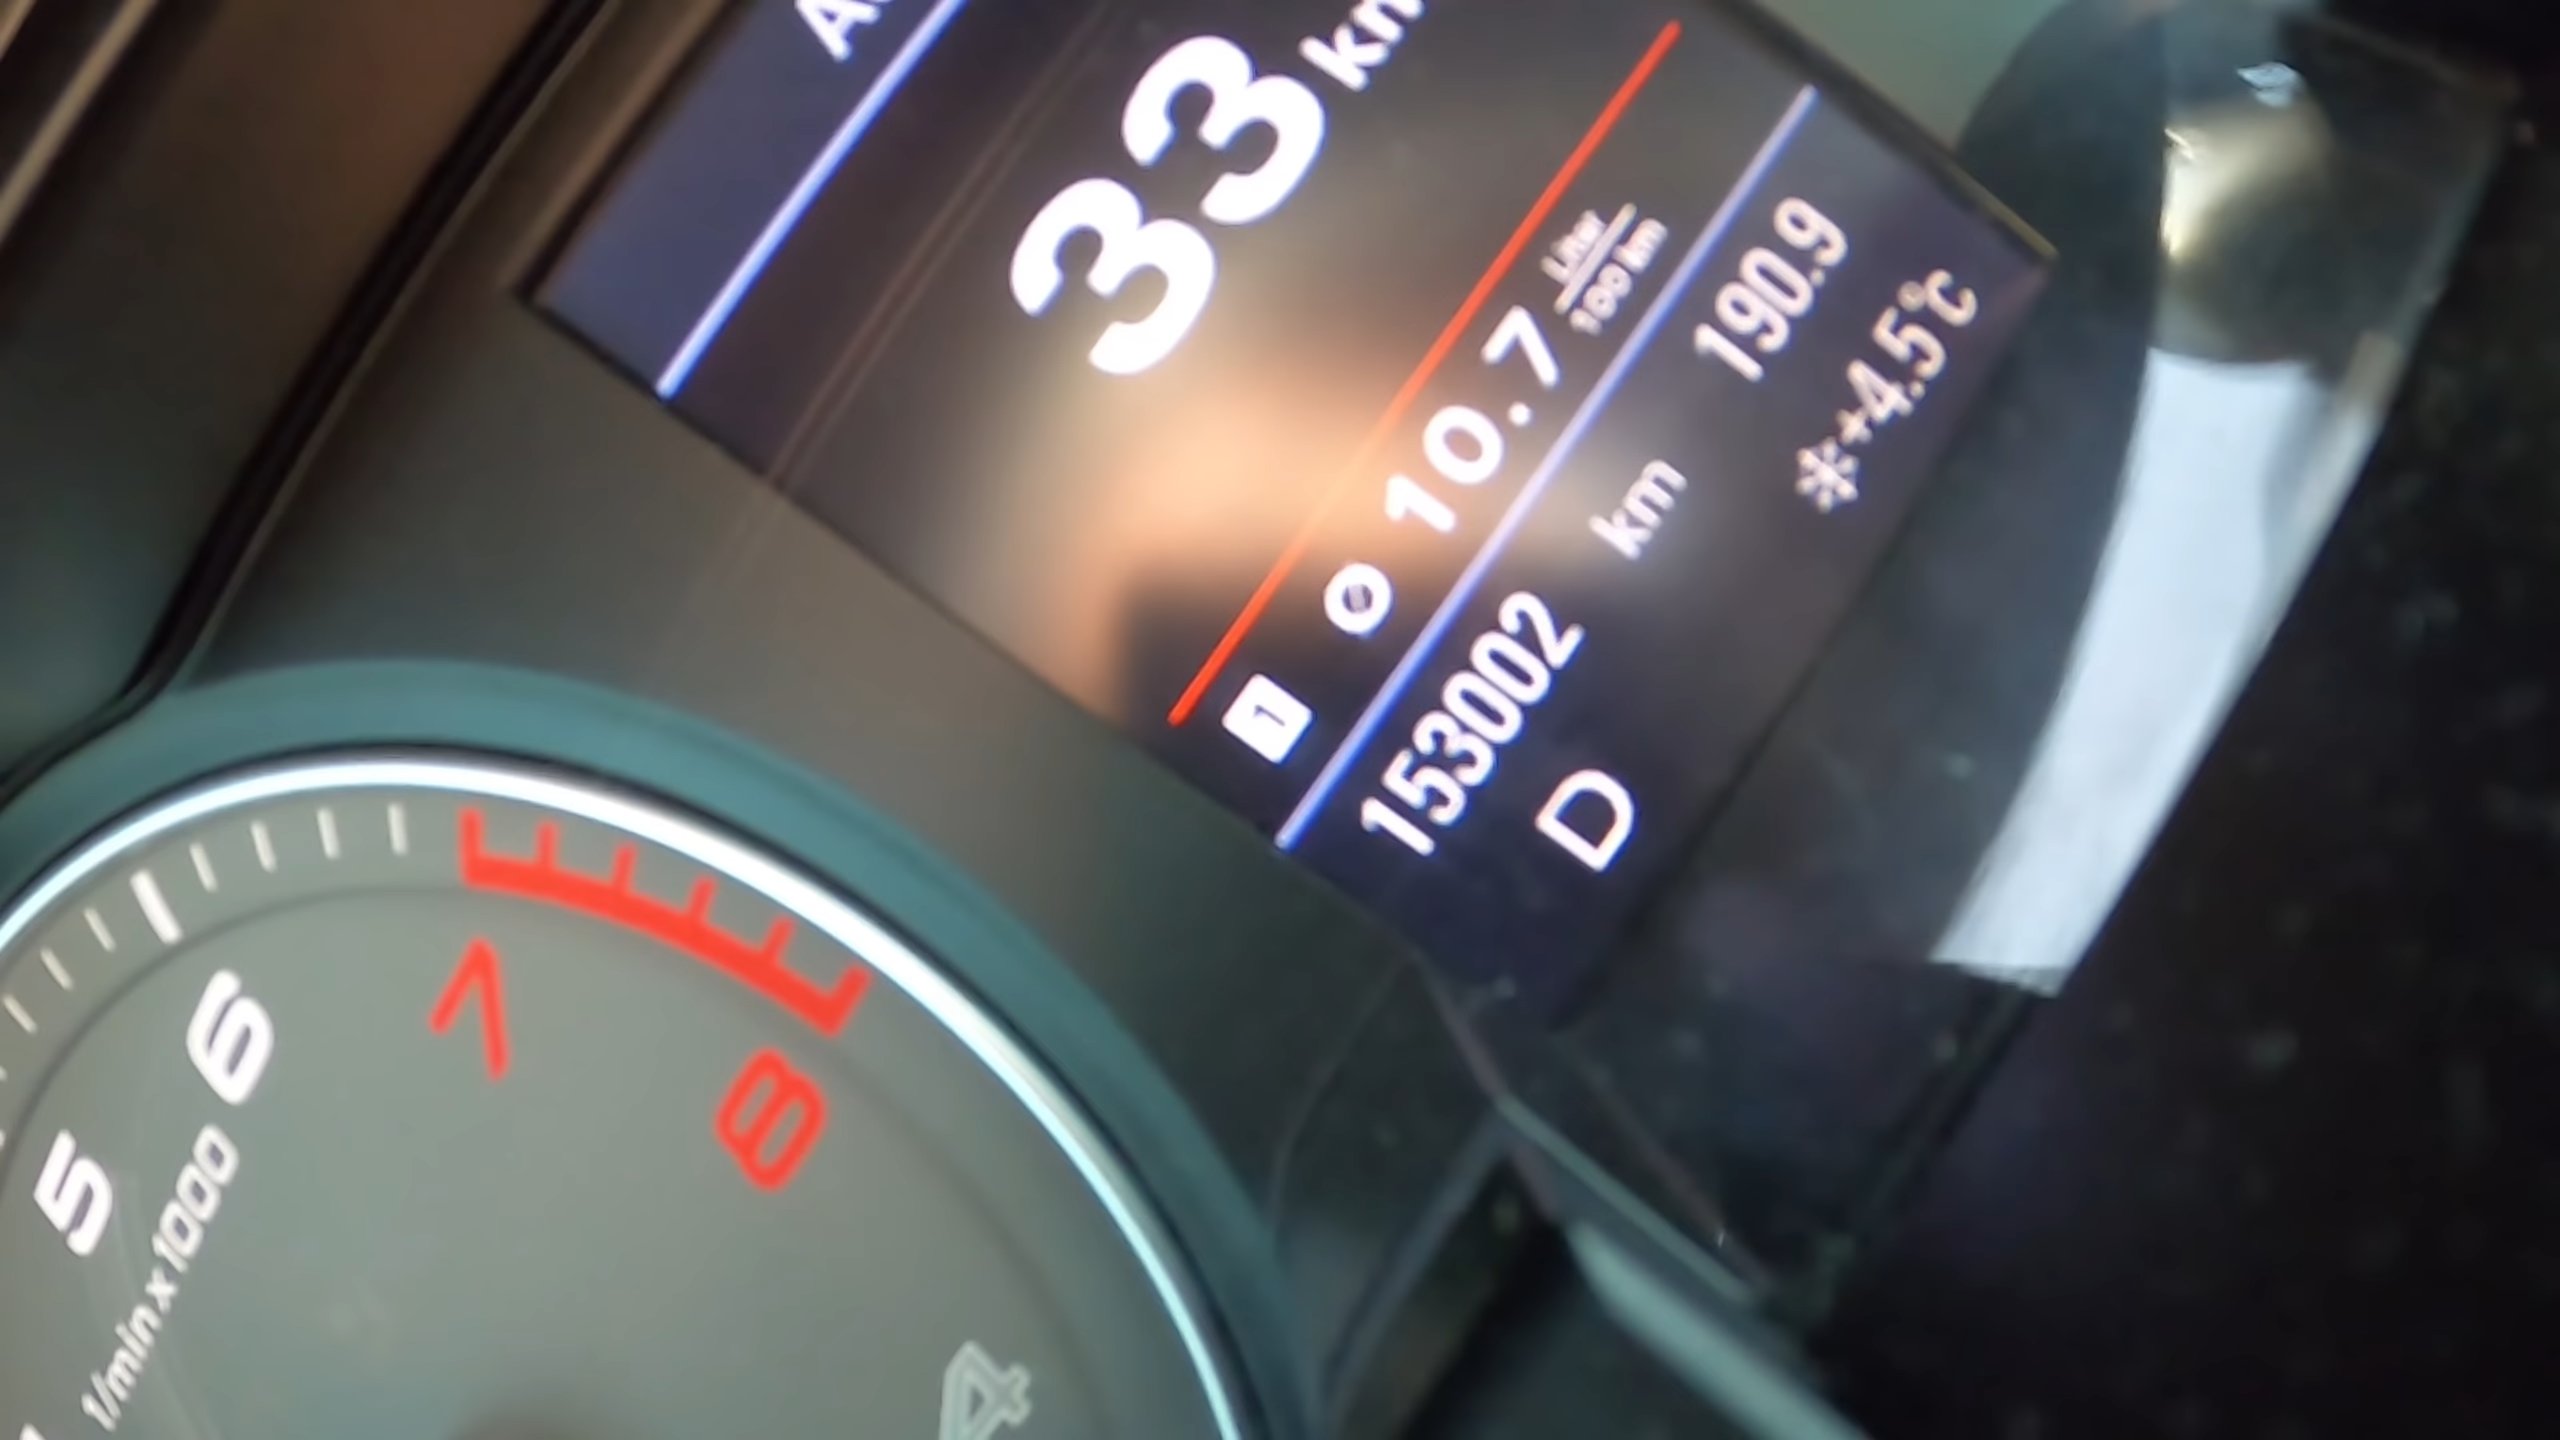 33 km
1 ⌀ 10.7 Liter
100 km
153002 km 190.9
D ❄+4.5°C
5
6
7
8
1/min x 1000
4